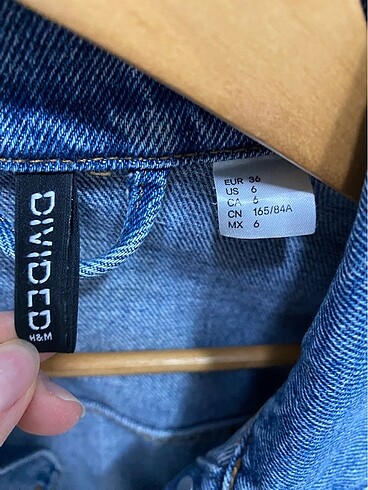 DIVIDED
H&M
EUR 36
US 6
CA 6
CN 165/84A
MX 6